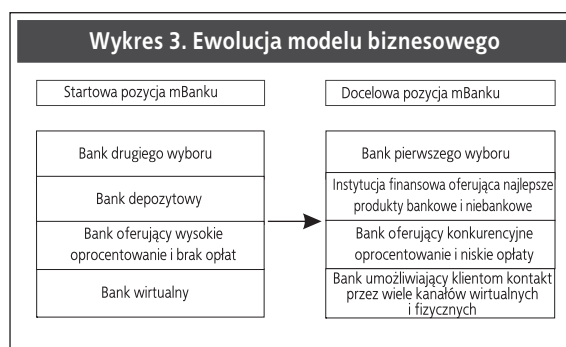 Wykres 3. Ewolucja modelu biznesowego
Startowa pozycja mBanku
Docelowa pozycja mBanku
Bank drugiego wyboru
Bank depozytowy
Bank oferujący wysokie
oprocentowanie i brak opłat
Bank wirtualny
Bank pierwszego wyboru
Instytucja finansowa oferująca najlepsze
produkty bankowe i niebankowe
Bank oferujący konkurencyjne
oprocentowanie i niskie opłaty
Bank umożliwiający klientom kontakt
przez wiele kanałów wirtualnych
i fizycznych